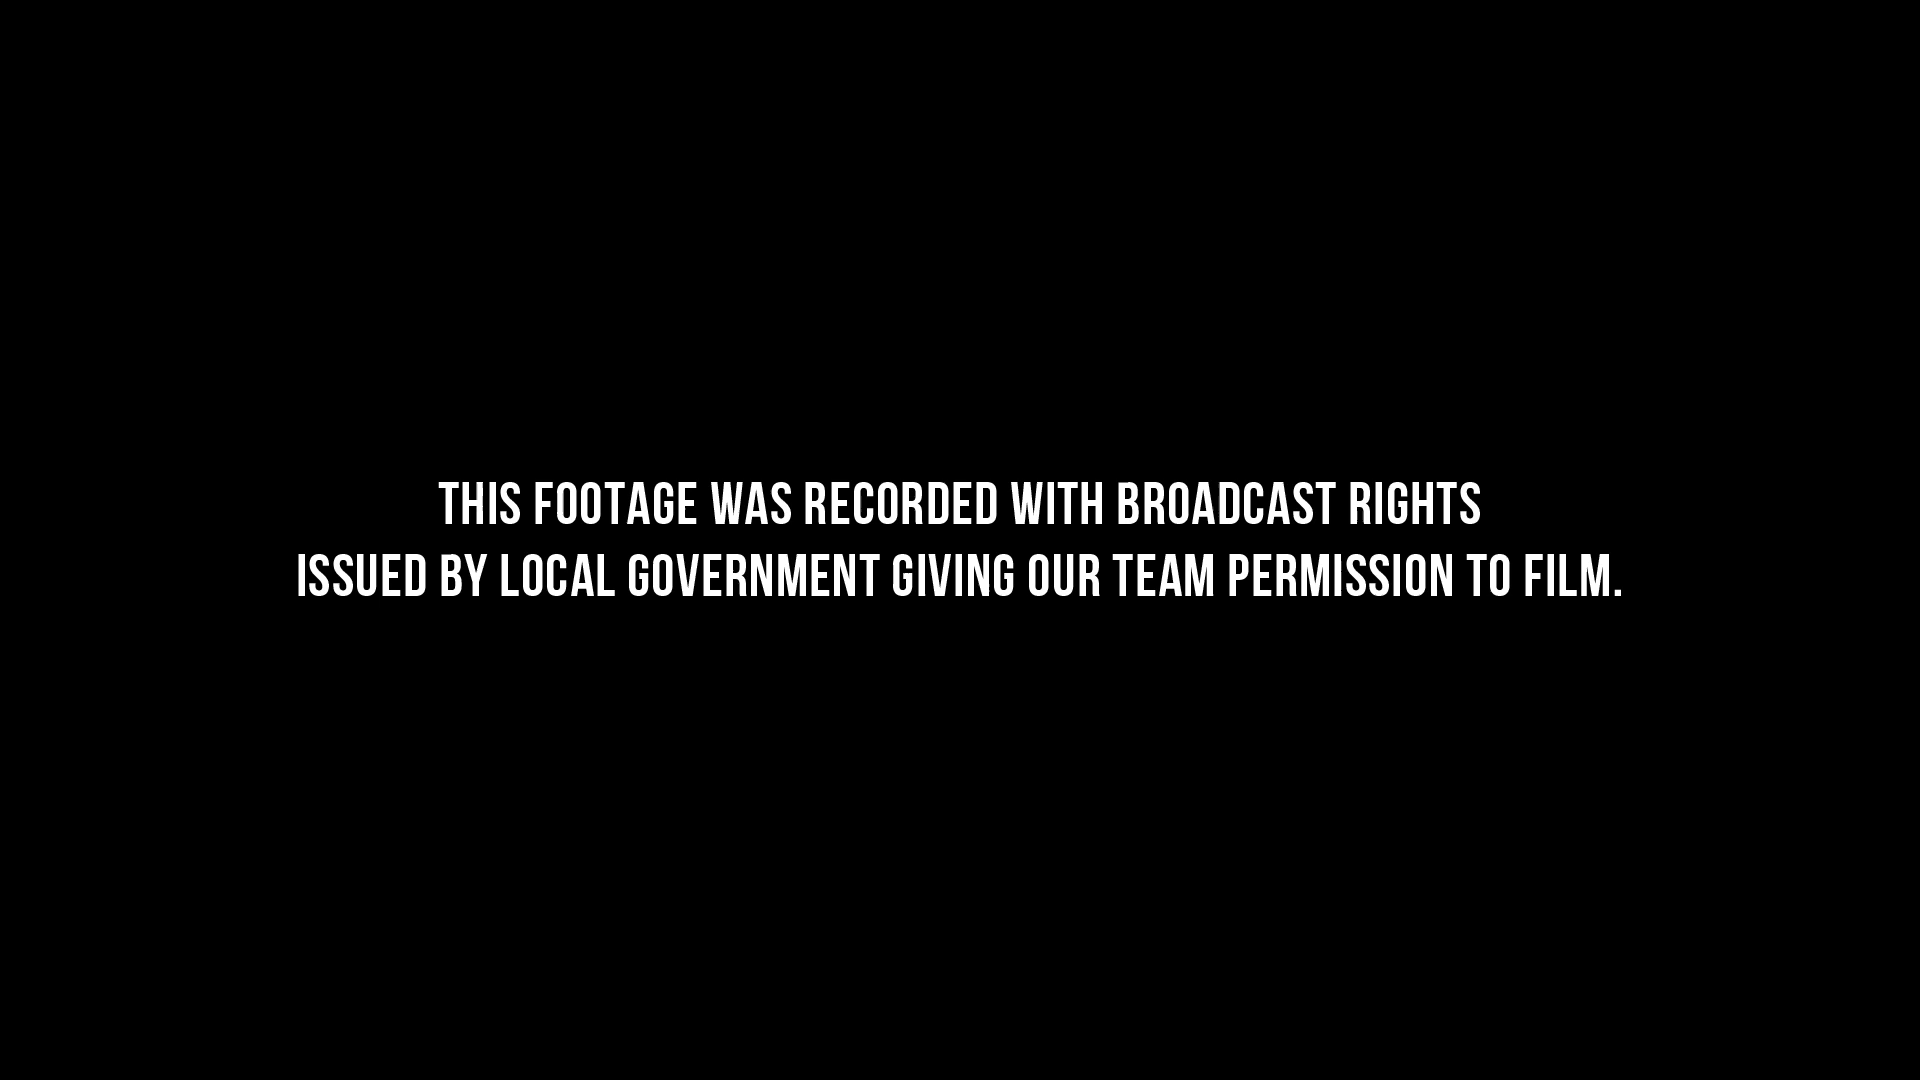 THIS FOOTAGE WAS RECORDED WITH BROADCAST RIGHTS
ISSUED BY LOCAL GOVERNMENT GIVING OUR TEAM PERMISSION TO FILM.